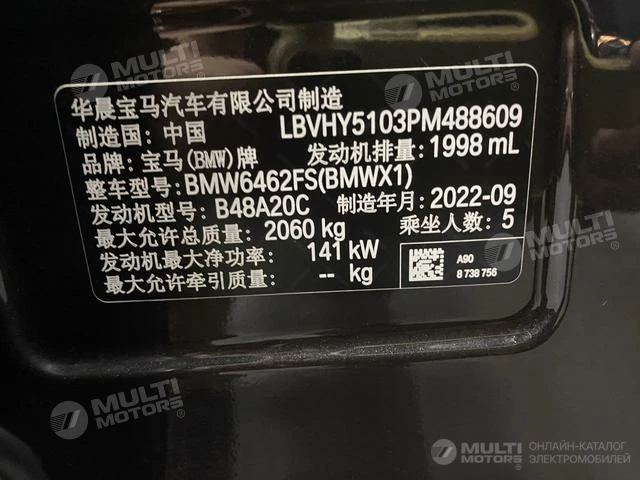 华晨宝马汽车有限公司制造
制造国: 中国 LBVHY5103PM488609
品牌: 宝马(BMW)牌 发动机排量: 1998 mL
整车型号: BMW6462FS(BMWX1)
发动机型号: B48A20C 制造年月: 2022-09
最大允许总质量: 2060 kg 乘坐人数: 5
发动机最大净功率: 141 kW
最大允许牵引质量: -- kg
A90
8 738 756
MULTI MOTORS
MULTI MOTORS
MULTI MOTORS
MULTI MOTORS
MULTI MOTORS®
ОНЛАЙН-КАТАЛОГ
ЭЛЕКТРОМОБИЛЕЙ